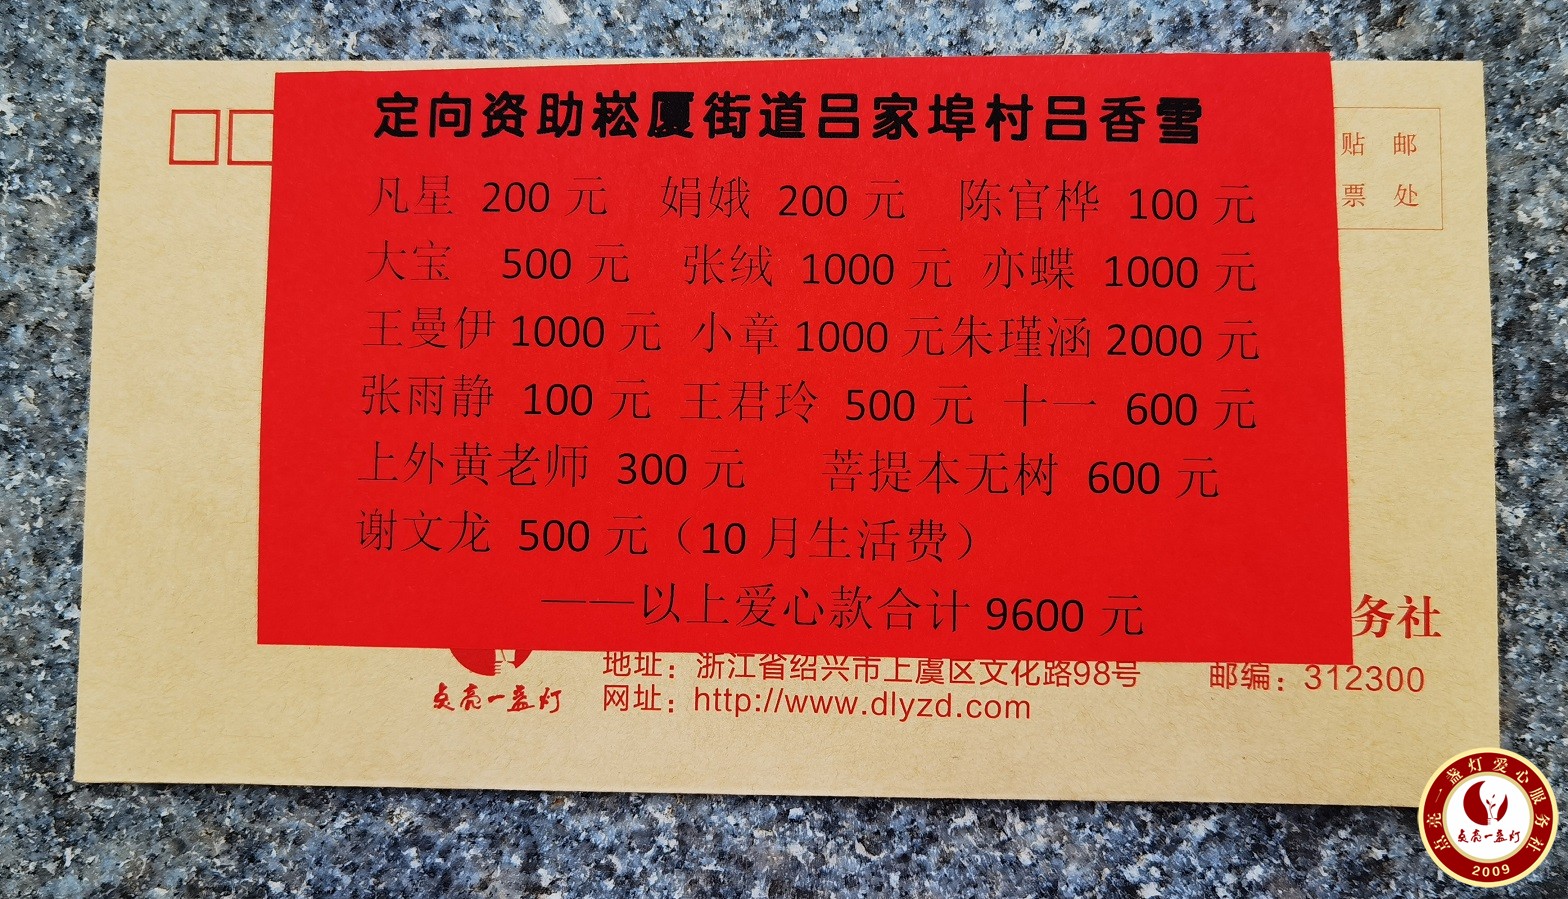 定向资助崧厦街道吕家埠村吕香雪
凡星 200 元 娟娥 200 元 陈官桦 100 元
大宝 500 元 张绒 1000 元 亦蝶 1000 元
王曼伊 1000 元 小章 1000 元朱瑾涵 2000 元
张雨静 100 元 王君玲 500 元 十一 600 元
上外黄老师 300 元 菩提本无树 600 元
谢文龙 500 元（10 月生活费）
——以上爱心款合计 9600 元
贴 邮
票 处
务社
地址：浙江省绍兴市上虞区文化路98号 邮编：312300
网址：http://www.dlyzd.com
点亮一盏灯
点亮一盏灯爱心服务社
点亮一盏灯
2009